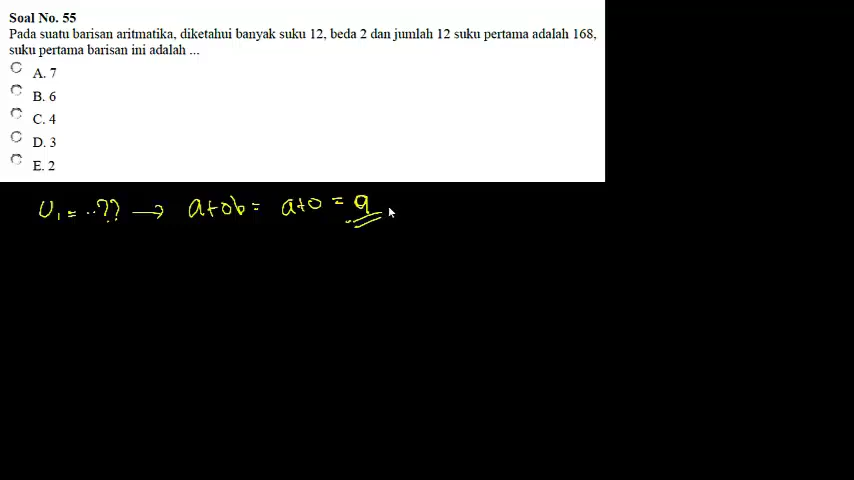 Soal No. 55
Pada suatu barisan aritmatika, diketahui banyak suku 12, beda 2 dan jumlah 12 suku pertama adalah 168,
suku pertama barisan ini adalah ...
A. 7
B. 6
C. 4
D. 3
E. 2
U₁ = ..?? → a+0b = a+0 = a